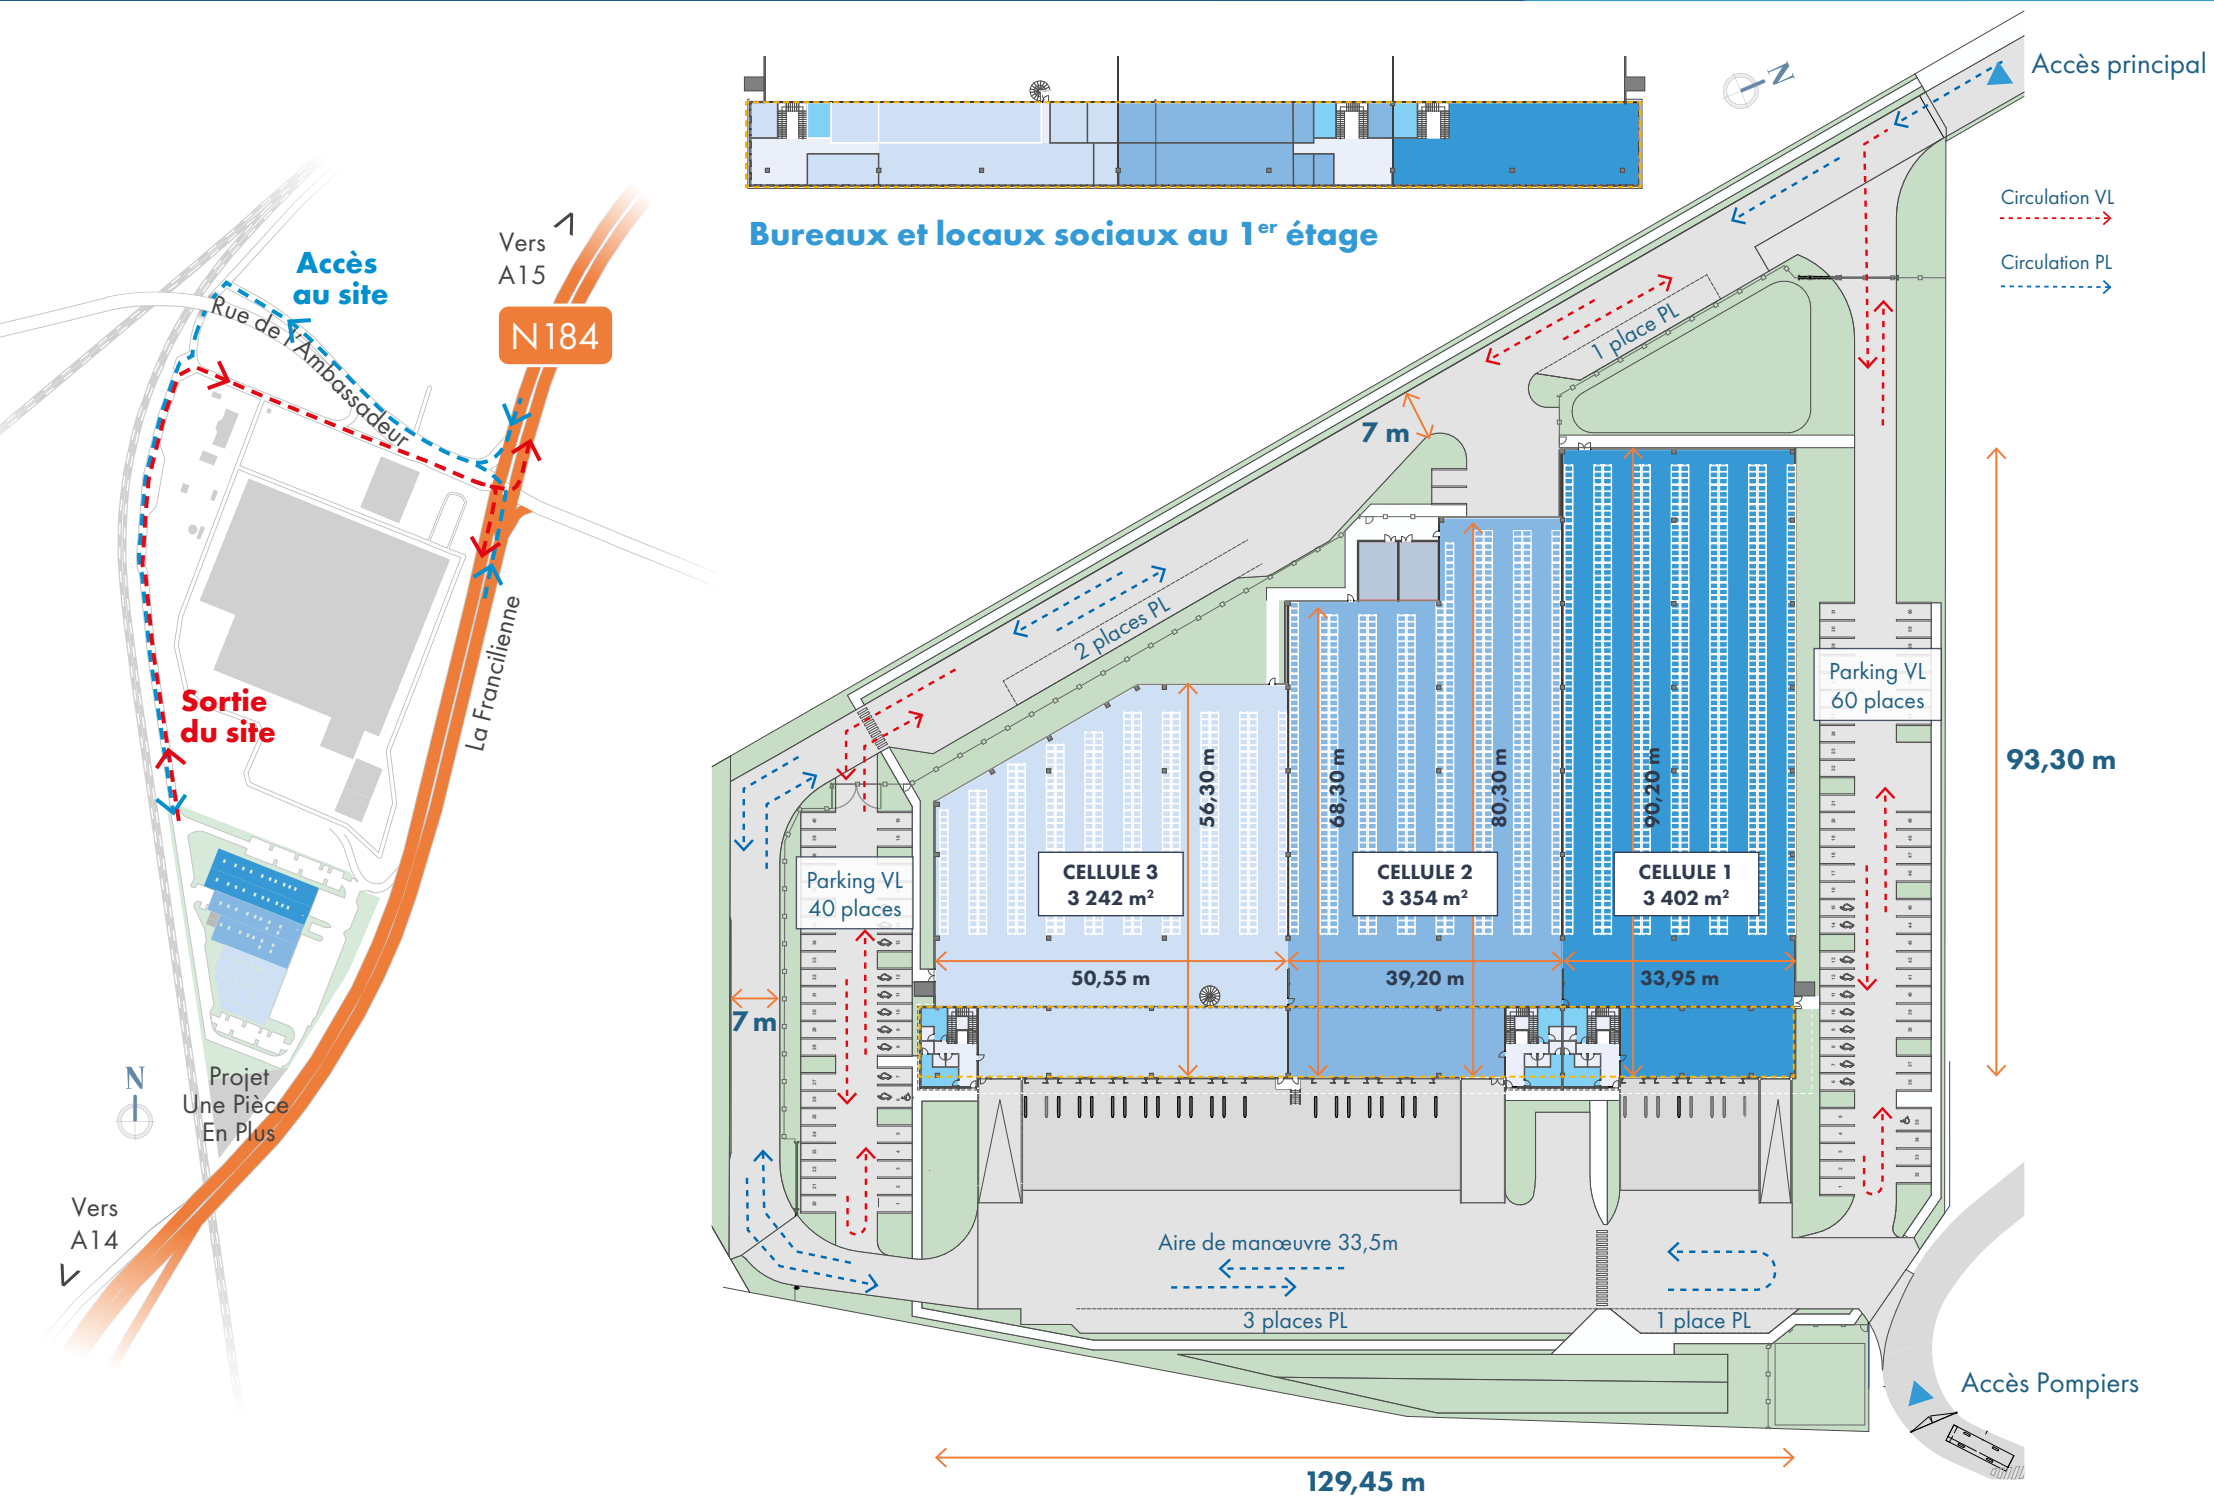 Accès principal
Circulation VL
Circulation PL
Bureaux et locaux sociaux au 1er étage
Vers
A15
N184
Accès
au site
Rue de l'Ambassadeur
La Francilienne
Sortie
du site
Projet
Une Pièce
En Plus
N
Vers
A14
N
1 place PL
7 m
2 places PL
Parking VL
60 places
93,30 m
56,30 m
68,30 m
80,30 m
90,20 m
CELLULE 3
3 242 m²
CELLULE 2
3 354 m²
CELLULE 1
3 402 m²
Parking VL
40 places
50,55 m
39,20 m
33,95 m
7 m
Aire de manœuvre 33,5m
3 places PL
1 place PL
Accès Pompiers
129,45 m